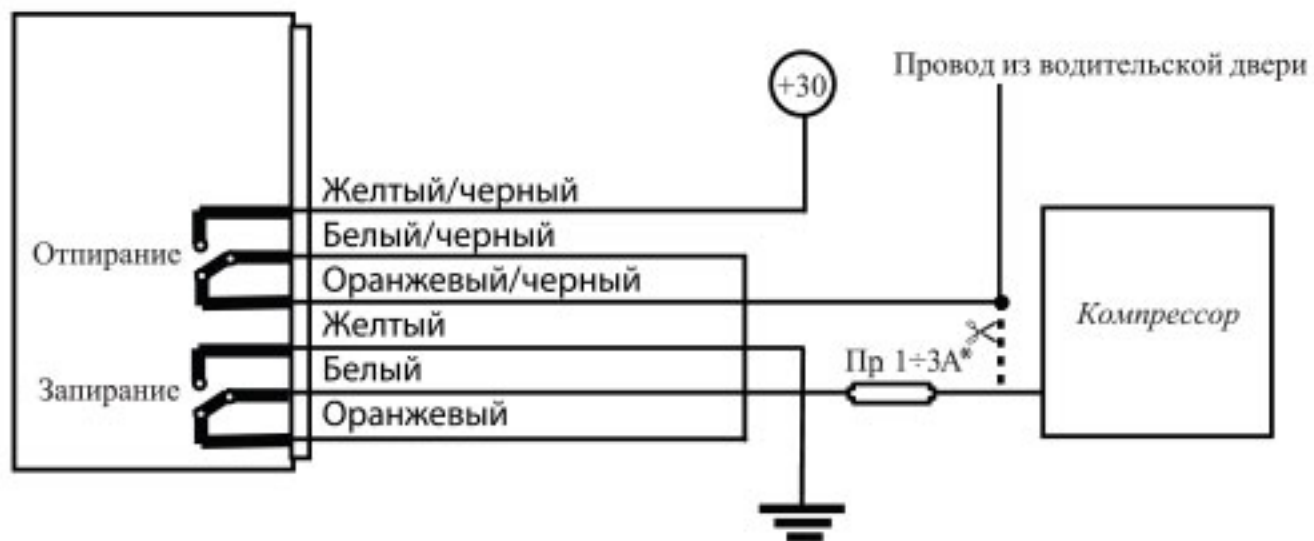 +30
Провод из водительской двери
Желтый/черный
Белый/черный
Отпирание
Оранжевый/черный
Желтый
Компрессор
Пр 1÷3А*
Белый
Запирание
Оранжевый